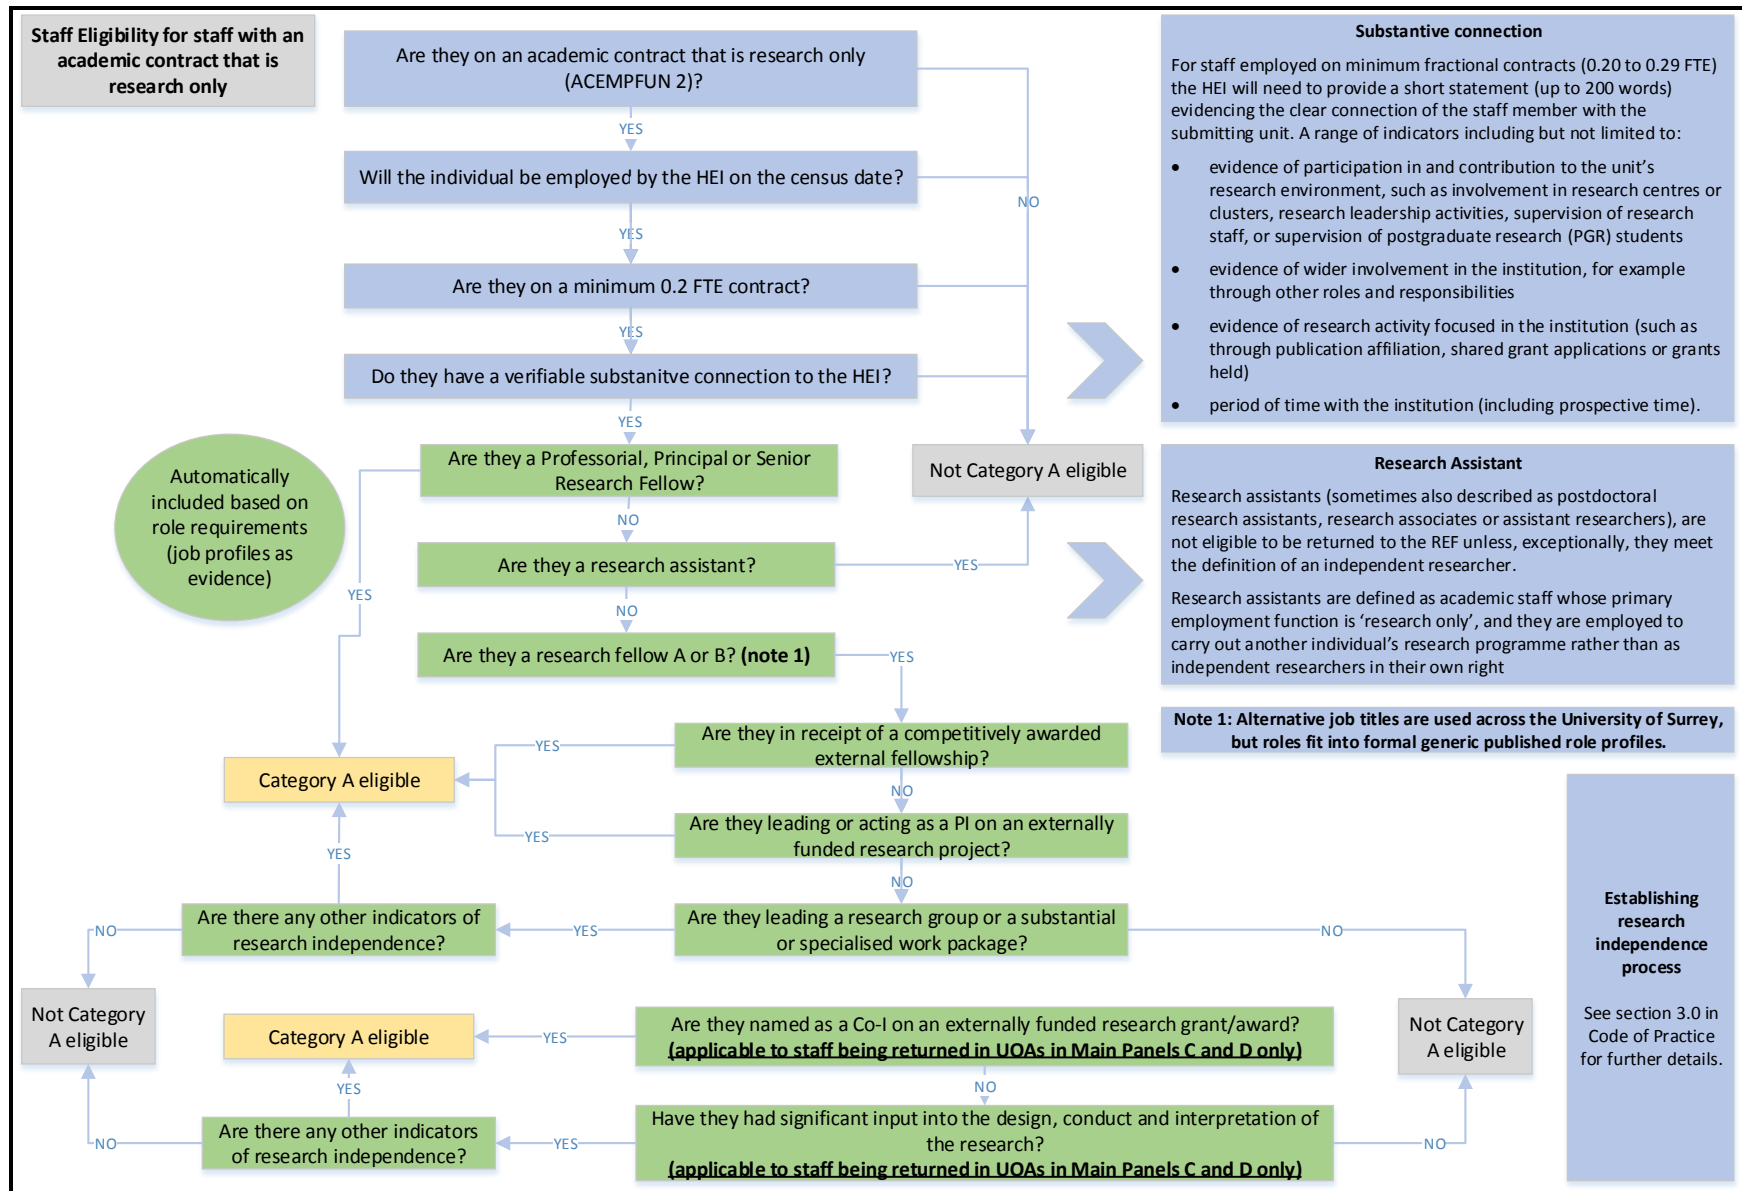 Staff Eligibility for staff with an
academic contract that is
research only
Are they on an academic contract that is research only
(ACEMPFUN 2)?
YES
Will the individual be employed by the HEI on the census date?
NO
YES
Are they on a minimum 0.2 FTE contract?
YES
Do they have a verifiable substanitve connection to the HEI?
YES
Are they a Professorial, Principal or Senior
Research Fellow?
Not Category A eligible
Automatically
included based on
role requirements
(job profiles as
evidence)
YES
NO
Are they a research assistant?
YES
NO
Are they a research fellow A or B? (note 1)
YES
Are they in receipt of a competitively awarded
external fellowship?
YES
Category A eligible
NO
Are they leading or acting as a PI on an externally
funded research project?
YES
YES
NO
Are there any other indicators of
research independence?
NO
YES
Are they leading a research group or a substantial
or specialised work package?
NO
Not Category
A eligible
Category A eligible
YES
Are they named as a Co-I on an externally funded research grant/award?
(applicable to staff being returned in UOAs in Main Panels C and D only)
Not Category
A eligible
YES
NO
Are there any other indicators
of research independence?
NO
YES
Have they had significant input into the design, conduct and interpretation of
the research?
(applicable to staff being returned in UOAs in Main Panels C and D only)
NO
Substantive connection
For staff employed on minimum fractional contracts (0.20 to 0.29 FTE)
the HEI will need to provide a short statement (up to 200 words)
evidencing the clear connection of the staff member with the
submitting unit. A range of indicators including but not limited to:
• evidence of participation in and contribution to the unit's
research environment, such as involvement in research centres or
clusters, research leadership activities, supervision of research
staff, or supervision of postgraduate research (PGR) students
• evidence of wider involvement in the institution, for example
through other roles and responsibilities
• evidence of research activity focused in the institution (such as
through publication affiliation, shared grant applications or grants
held)
• period of time with the institution (including prospective time).
Research Assistant
Research assistants (sometimes also described as postdoctoral
research assistants, research associates or assistant researchers), are
not eligible to be returned to the REF unless, exceptionally, they meet
the definition of an independent researcher.
Research assistants are defined as academic staff whose primary
employment function is ‘research only’, and they are employed to
carry out another individual’s research programme rather than as
independent researchers in their own right
Note 1: Alternative job titles are used across the University of Surrey,
but roles fit into formal generic published role profiles.
Establishing
research
independence
process
See section 3.0 in
Code of Practice
for further details.